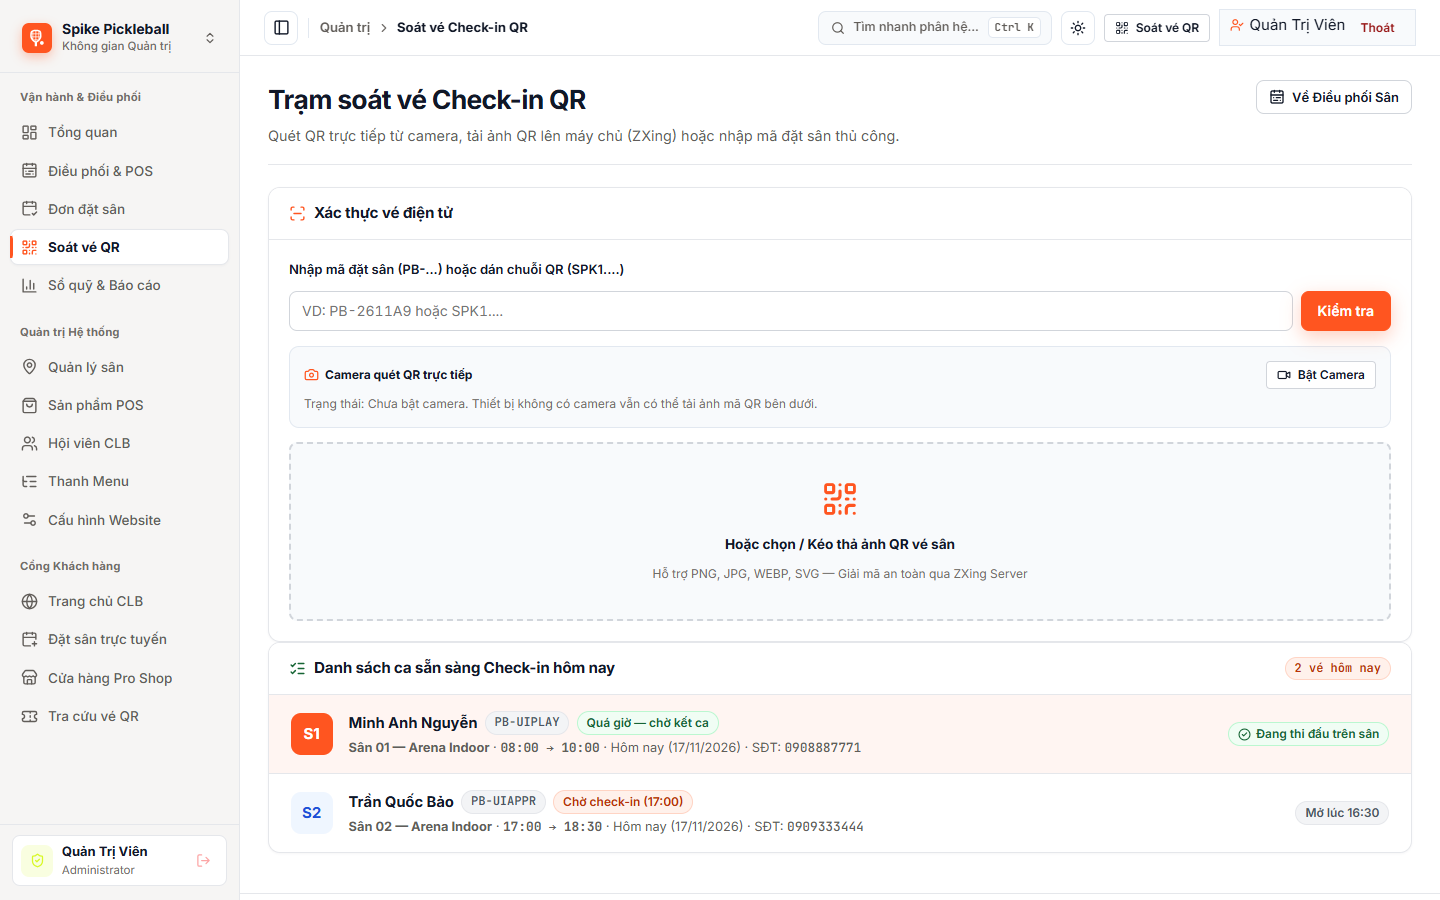 Spike Pickleball
Không gian Quản trị
Vận hành & Điều phối
Tổng quan
Điều phối & POS
Đơn đặt sân
Soát vé QR
Sổ quỹ & Báo cáo
Quản trị Hệ thống
Quản lý sân
Sản phẩm POS
Hội viên CLB
Thanh Menu
Cấu hình Website
Cổng Khách hàng
Trang chủ CLB
Đặt sân trực tuyến
Cửa hàng Pro Shop
Tra cứu vé QR
Quản Trị Viên
Administrator
Quản trị > Soát vé Check-in QR
Tìm nhanh phân hệ... Ctrl K
Soát vé QR
Quản Trị Viên Thoát
Trạm soát vé Check-in QR
Quét QR trực tiếp từ camera, tải ảnh QR lên máy chủ (ZXing) hoặc nhập mã đặt sân thủ công.
Về Điều phối Sân
Xác thực vé điện tử
Nhập mã đặt sân (PB-...) hoặc dán chuỗi QR (SPK1....)
VD: PB-2611A9 hoặc SPK1....
Kiểm tra
Camera quét QR trực tiếp
Bật Camera
Trạng thái: Chưa bật camera. Thiết bị không có camera vẫn có thể tải ảnh mã QR bên dưới.
Hoặc chọn / Kéo thả ảnh QR vé sân
Hỗ trợ PNG, JPG, WEBP, SVG — Giải mã an toàn qua ZXing Server
Danh sách ca sẵn sàng Check-in hôm nay
2 vé hôm nay
S1
Minh Anh Nguyễn PB-UIPLAY Quá giờ — chờ kết ca
Sân 01 — Arena Indoor · 08:00 → 10:00 · Hôm nay (17/11/2026) · SĐT: 0908887771
Đang thi đấu trên sân
S2
Trần Quốc Bảo PB-UIAPPR Chờ check-in (17:00)
Sân 02 — Arena Indoor · 17:00 → 18:30 · Hôm nay (17/11/2026) · SĐT: 0909333444
Mở lúc 16:30